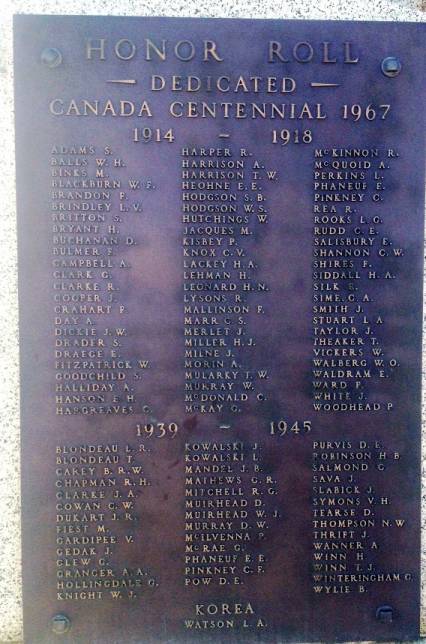 HONOR ROLL
DEDICATED
CANADA CENTENNIAL 1967
1914 - 1918
ADAMS S.
BALLS W. H.
BINKS M.
BLACKBURN W. F.
BRANDON F.
BRINDLEY L. V.
BRITTON S.
BRYANT H.
BUCHANAN D.
BULMER F.
CAMPBELL A.
CLARK G.
CLARKE R.
COOPER J.
CRAHART F.
DAY A.
DICKIE J. W.
DRADER S.
DRAEGE E.
FITZPATRICK W.
GOODCHILD S.
HALLIDAY A.
HANSON E. H.
HARGREAVES G.
HARPER R.
HARRISON A.
HARRISON T. W.
HEOHNE E. E.
HODGSON S. B.
HODGSON W. S.
HUTCHINGS W.
JACQUES M.
KISBEY P.
KNOX C. V.
LACKEY H. A.
LEHMAN H.
LEONARD H. N.
LYSONS R.
MALLINSON F.
MARR C. S.
MERLET J.
MILLER H. J.
MILNE J.
MORIN A.
MULARKY T. W.
MURRAY W.
McDONALD C.
McKAY G.
McKINNON R.
McQUOID A.
PERKINS L.
PHANEUF E.
PINKNEY C.
REA R.
ROOKS L. G.
RUDD C. E.
SALISBURY E.
SHANNON C. W.
SHIRES F.
SIDDALL H. A.
SILK E.
SIME. C. A.
SMITH J.
STUART L. A.
TAYLOR J.
THEAKER T.
VICKERS W.
WALBERG W. O.
WALDRAM E.
WARD F.
WHITE J.
WOODHEAD P.
1939 - 1945
BLONDEAU L. R.
BLONDEAU T.
CAREY B. R. W.
CHAPMAN R. H.
CLARKE J. A.
COWAN C. W.
DUKART J. R.
FIEST M.
GARDIPEE V.
GEDAK J.
GLEW G.
GRANGER A. A.
HOLLINGDALE G.
KNIGHT W. J.
KOWALSKI J.
KOWALSKI L.
MANDEL J. B.
MATHEWS G. R.
MITCHELL R. G.
MUIRHEAD D.
MUIRHEAD W. J.
MURRAY D. W.
McILVENNA P.
McRAE G.
PHANEUF E. E.
PINKNEY C. F.
POW D. E.
PURVIS D. E.
ROBINSON H. B.
SALMOND G.
SAVA J.
SLABICK J.
SYMONS V. H.
TEARSE D.
THOMPSON N. W.
THRIFT J.
WANNER A.
WINN H.
WINN T. J.
WINTERINGHAM G.
WYLIE B.
KOREA
WATSON L. A.